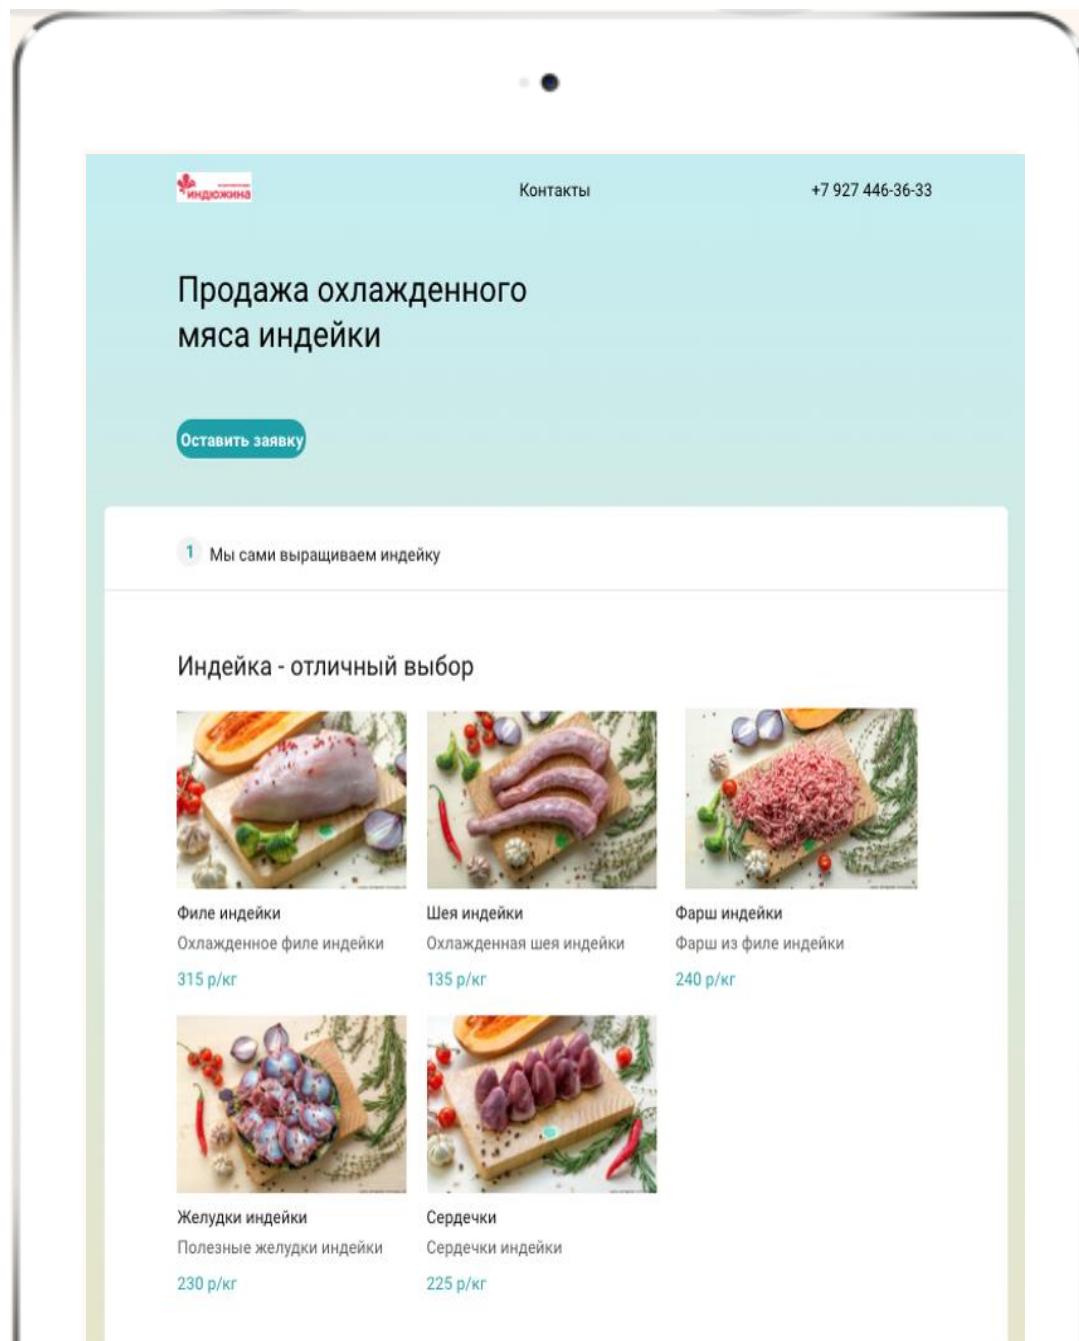 индюжина
Контакты
+7 927 446-36-33
Продажа охлажденного
мяса индейки
Оставить заявку
1 Мы сами выращиваем индейку
Индейка - отличный выбор
Филе индейки
Охлажденное филе индейки
315 р/кг
Шея индейки
Охлажденная шея индейки
135 р/кг
Фарш индейки
Фарш из филе индейки
240 р/кг
Желудки индейки
Полезные желудки индейки
230 р/кг
Сердечки
Сердечки индейки
225 р/кг